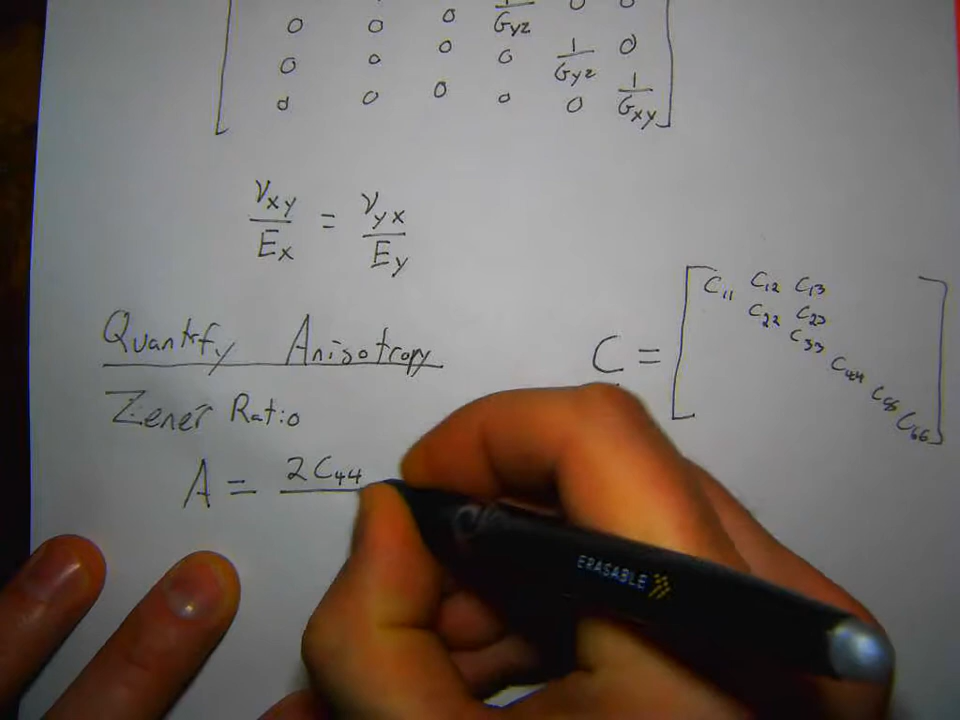 0 0 0 1/Gyz 0 0
0 0 0 0 1/Gyz 0
0 0 0 0 0 1/Gxy
νxy/Ex = νyx/Ey
Quantify Anisotropy
Zener Ratio
C = [C11 C12 C13
C22 C23
C33
C44
C55
C66]
A = 2C44
ERASABLE